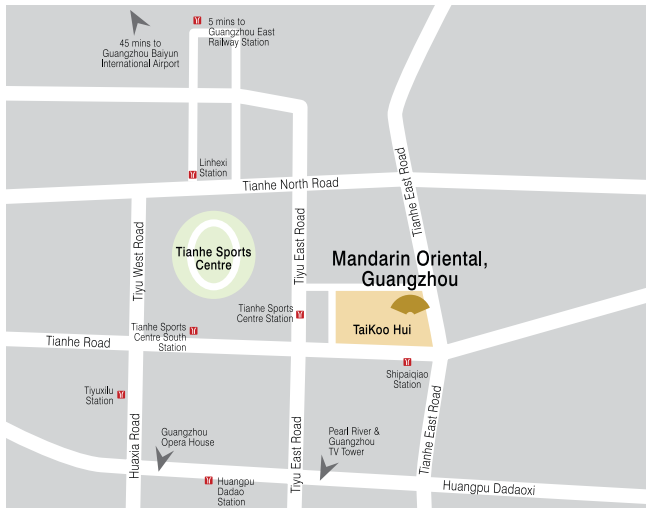 45 mins to
Guangzhou Baiyun
International Airport
5 mins to
Guangzhou East
Railway Station
Linhexi
Station
Tianhe North Road
Tianhe East Road
Tiyu West Road
Tianhe Sports
Centre
Tiyu East Road
Mandarin Oriental,
Guangzhou
Tianhe Sports
Centre Station
TaiKoo Hui
Tianhe Road
Tianhe Sports
Centre South
Station
Shipaiqiao
Station
Tiyuxilu
Station
Huaxia Road
Guangzhou
Opera House
Tiyu East Road
Pearl River &
Guangzhou
TV Tower
Tianhe East Road
Huangpu
Dadao
Station
Huangpu Dadaoxi